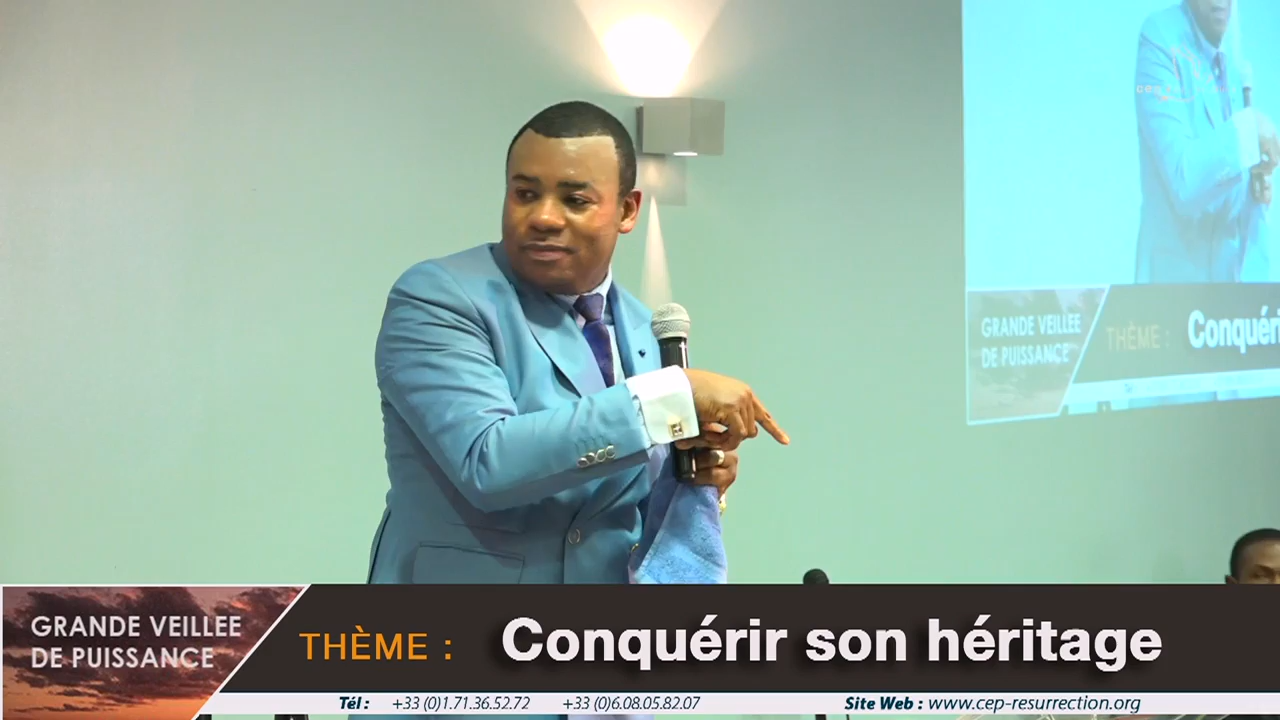 GRANDE VEILLEE
DE PUISSANCE
THÈME :
Conquér
GRANDE VEILLEE
DE PUISSANCE
THÈME : Conquérir son héritage
Tél : +33 (0)1.71.36.52.72 +33 (0)6.08.05.82.07 Site Web : www.cep-resurrection.org